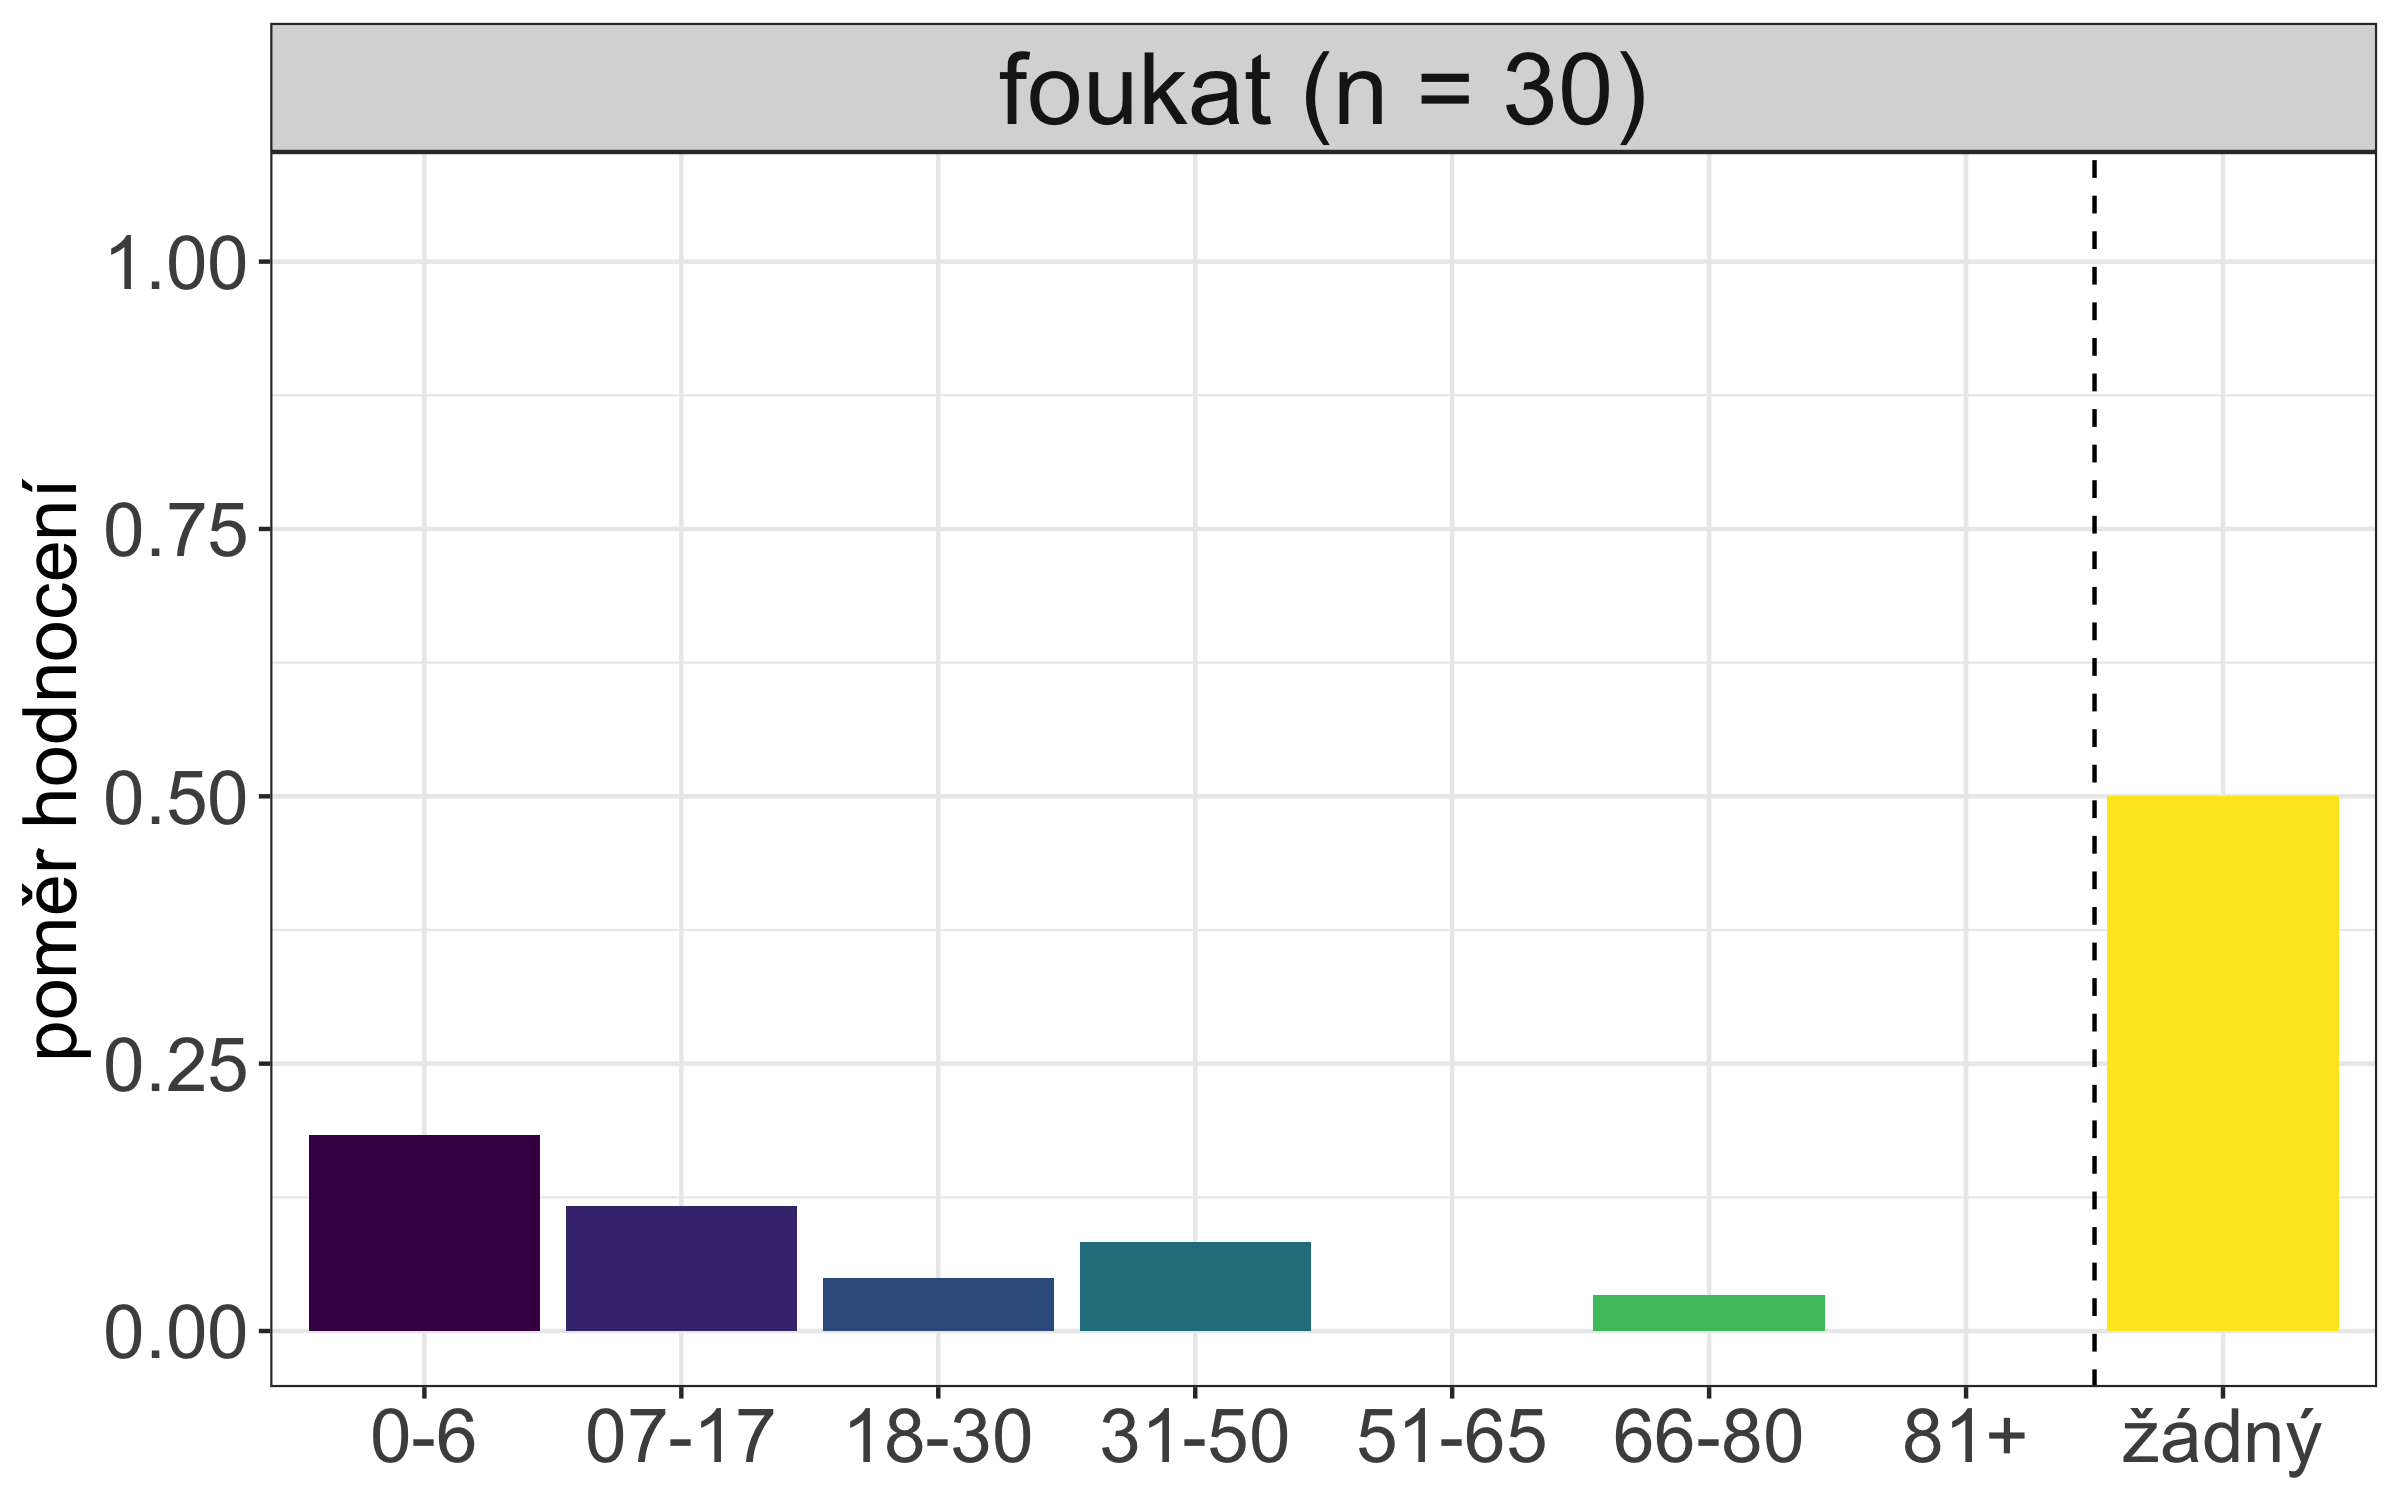 foukat (n = 30)
poměr hodnocení
1.00
0.75
0.50
0.25
0.00
0-6 07-17 18-30 31-50 51-65 66-80 81+ žádný